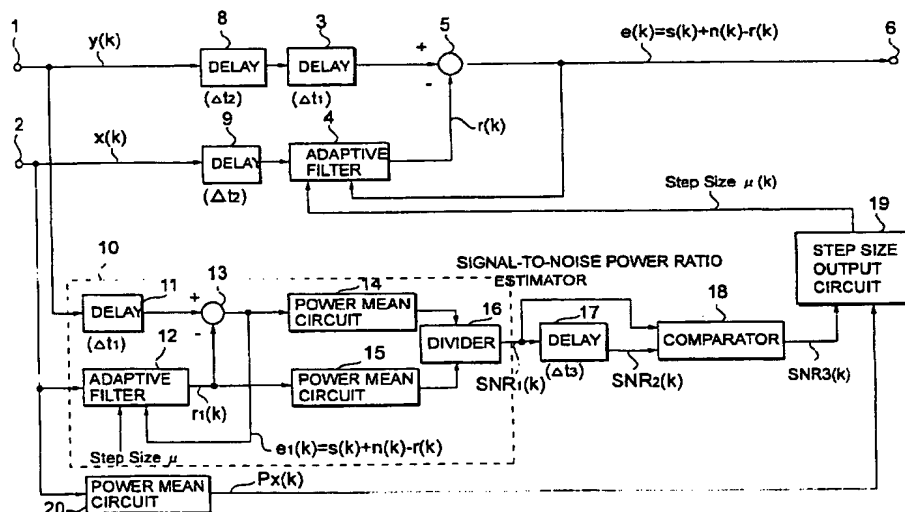 1
y(k)
8
DELAY
(Δt2)
3
DELAY
(Δt1)
+
5
-
e(k)=s(k)+n(k)-r(k)
6
2
x(k)
9
DELAY
(Δt2)
4
ADAPTIVE
FILTER
r(k)
Step Size μ(k)
19
STEP SIZE
OUTPUT
CIRCUIT
10
SIGNAL-TO-NOISE POWER RATIO
ESTIMATOR
11
DELAY
(Δt1)
+
13
-
14
POWER MEAN
CIRCUIT
16
DIVIDER
17
DELAY
(Δt3)
18
COMPARATOR
12
ADAPTIVE
FILTER
r1(k)
15
POWER MEAN
CIRCUIT
SNR1(k)
SNR2(k)
SNR3(k)
e1(k)=s(k)+n(k)-r(k)
Step Size μ
POWER MEAN
CIRCUIT
20
Px(k)